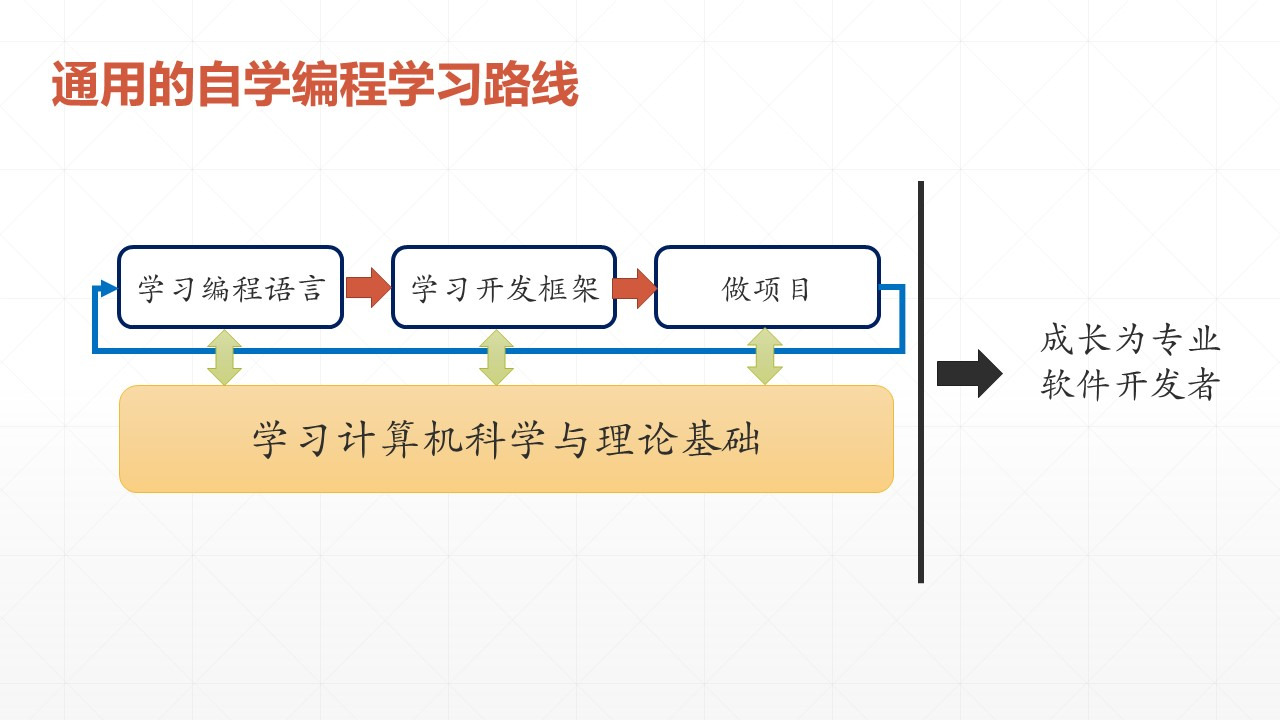 通用的自学编程学习路线
学习编程语言
学习开发框架
做项目
学习计算机科学与理论基础
成长为专业
软件开发者